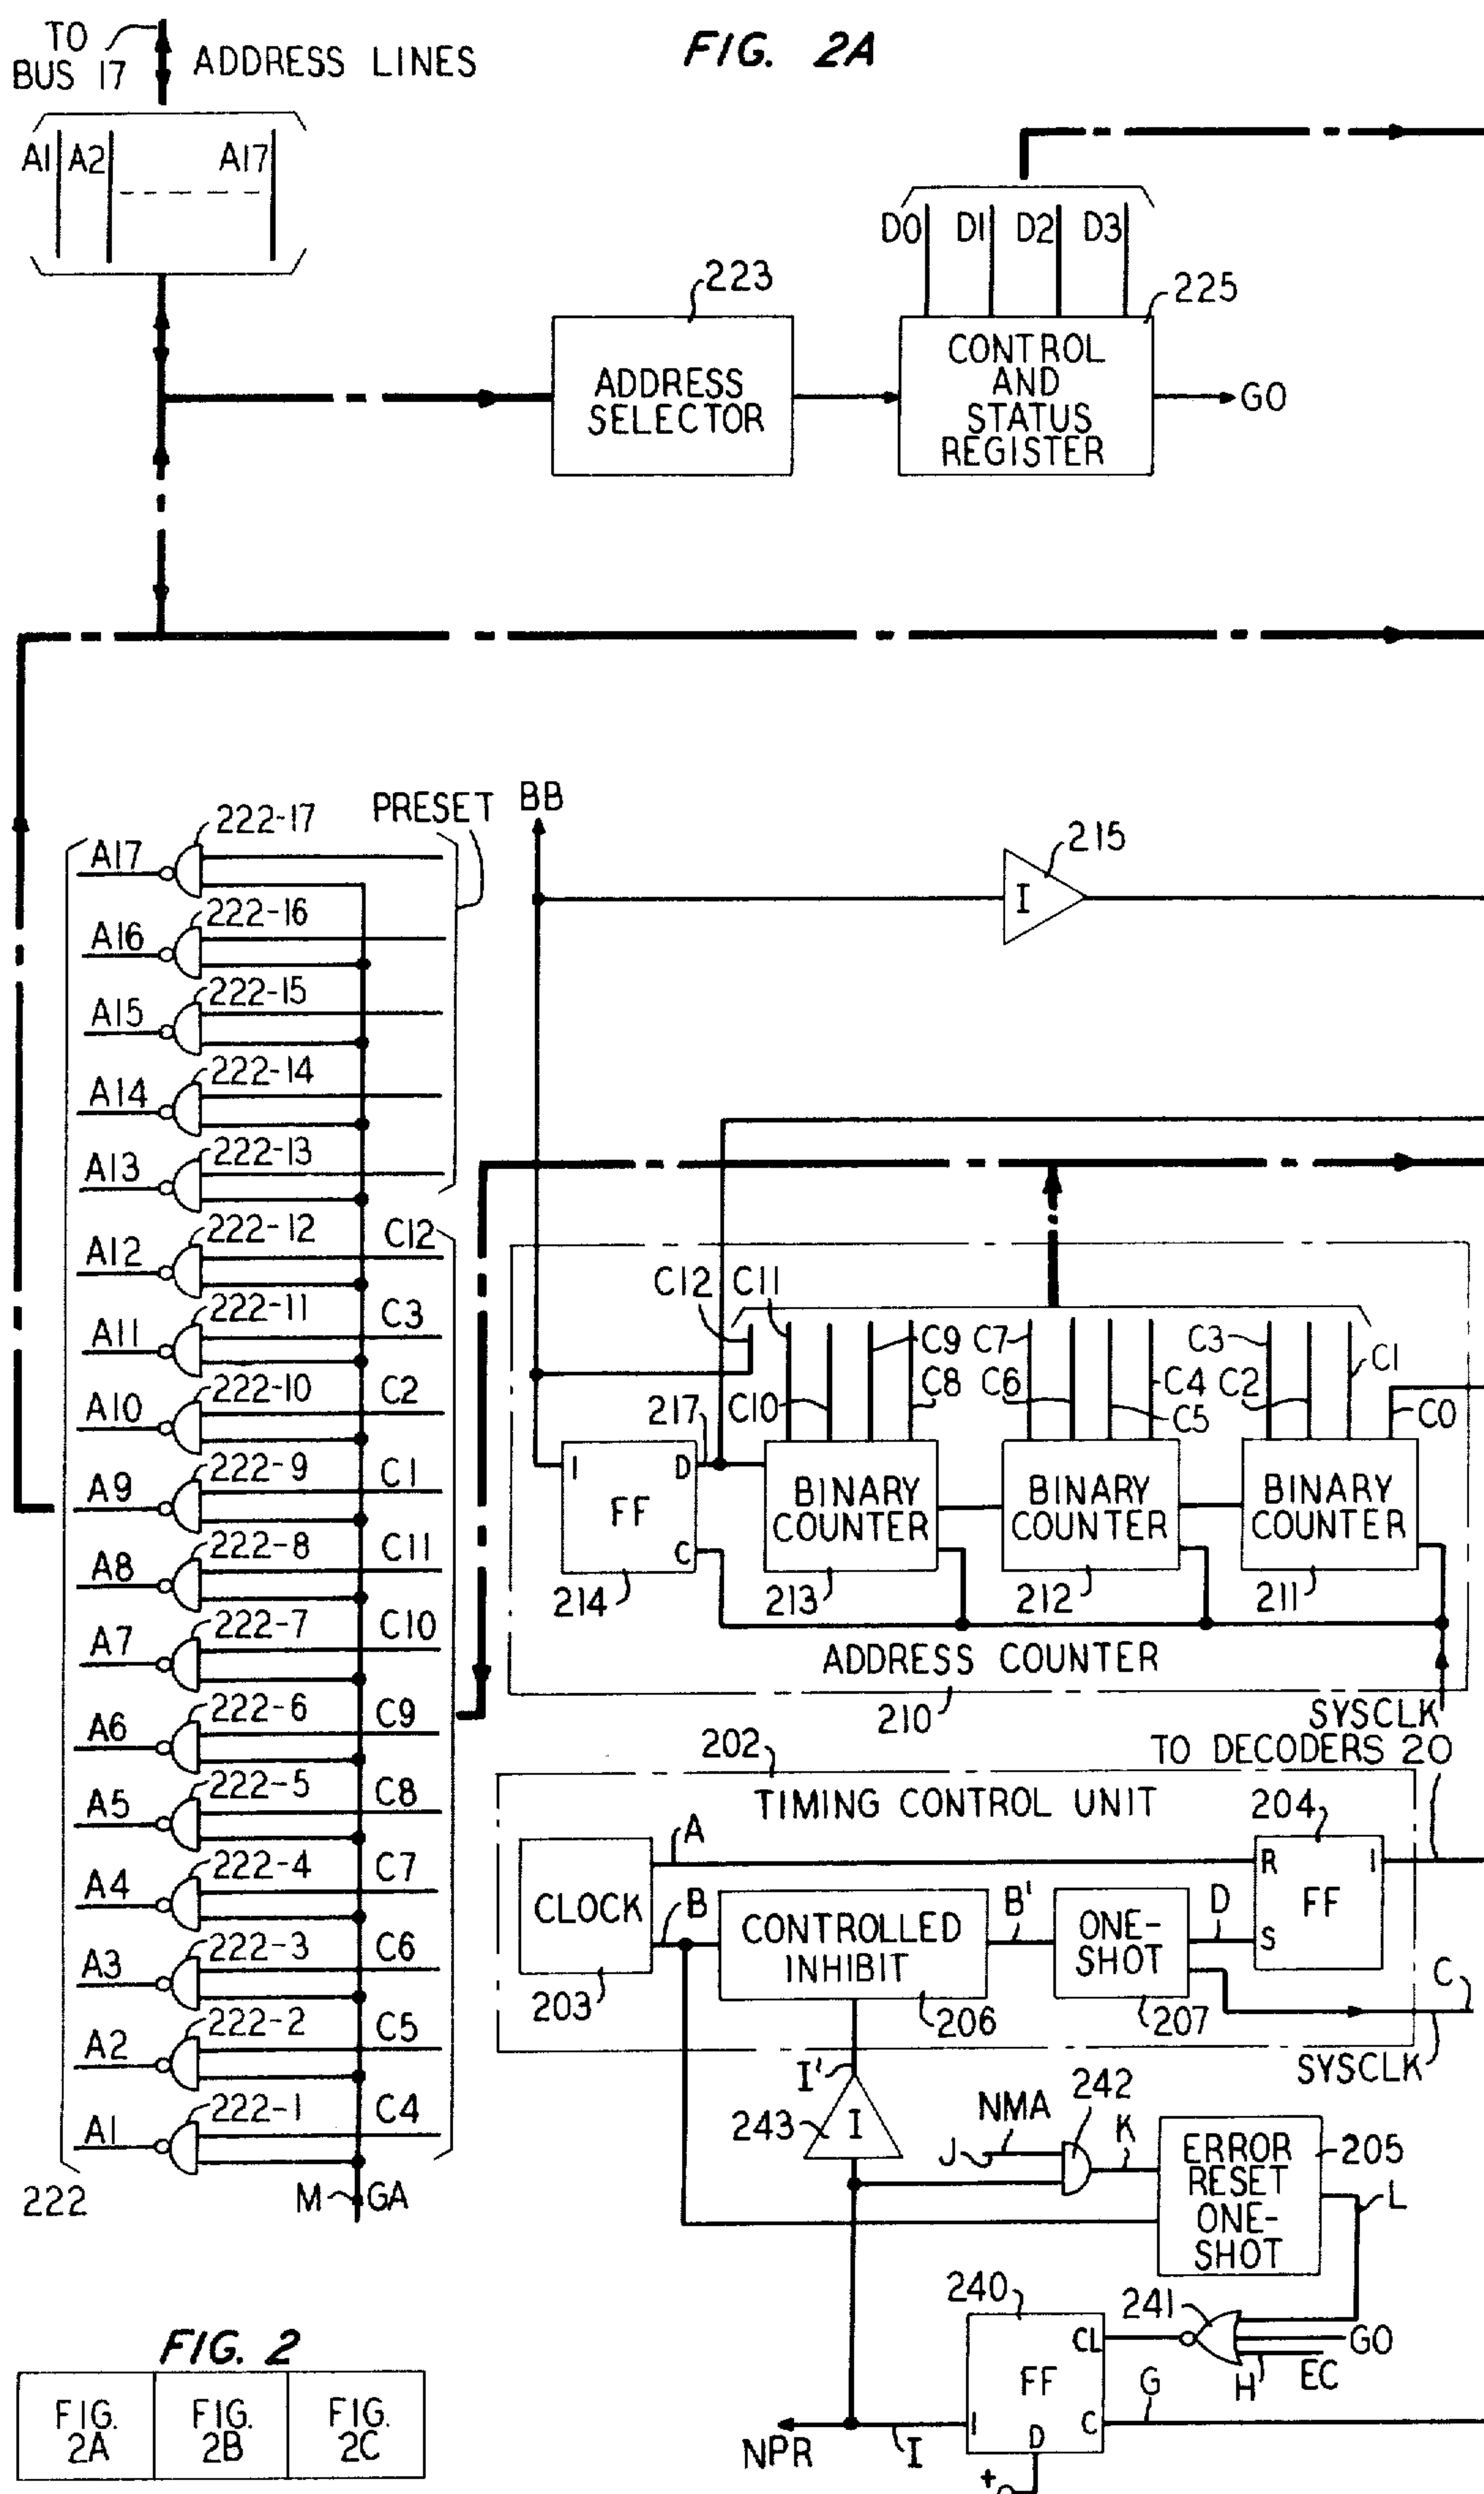 TO
BUS 17
ADDRESS LINES
FIG. 2A
A1 A2 A17
D0 D1 D2 D3
223
225
ADDRESS
SELECTOR
CONTROL
AND
STATUS
REGISTER
GO
PRESET
BB
215
I
A17 222-17
A16 222-16
A15 222-15
A14 222-14
A13 222-13
A12 222-12 C12
A11 222-11 C3
A10 222-10 C2
A9 222-9 C1
A8 222-8 C11
A7 222-7 C10
A6 222-6 C9
A5 222-5 C8
A4 222-4 C7
A3 222-3 C6
A2 222-2 C5
A1 222-1 C4
222
M GA
C12 C11 C9 C7 C3 C1
C10 C8 C6 C4 C2 C0
C5
217
I D
FF
C
214
BINARY
COUNTER
213
BINARY
COUNTER
212
BINARY
COUNTER
211
ADDRESS COUNTER
210
SYSCLK
TO DECODERS 20
202
TIMING CONTROL UNIT
204
A
R I
FF
S
CLOCK
203
B
CONTROLLED
INHIBIT
206
B'
ONE-
SHOT
207
D
C
SYSCLK
I'
243
I
NMA
242
J
K
ERROR
RESET
ONE-
SHOT
205
L
240
241
CL
GO
H EC
FF
G
I D C
NPR
I
+
FIG. 2
FIG.
2A
FIG.
2B
FIG.
2C